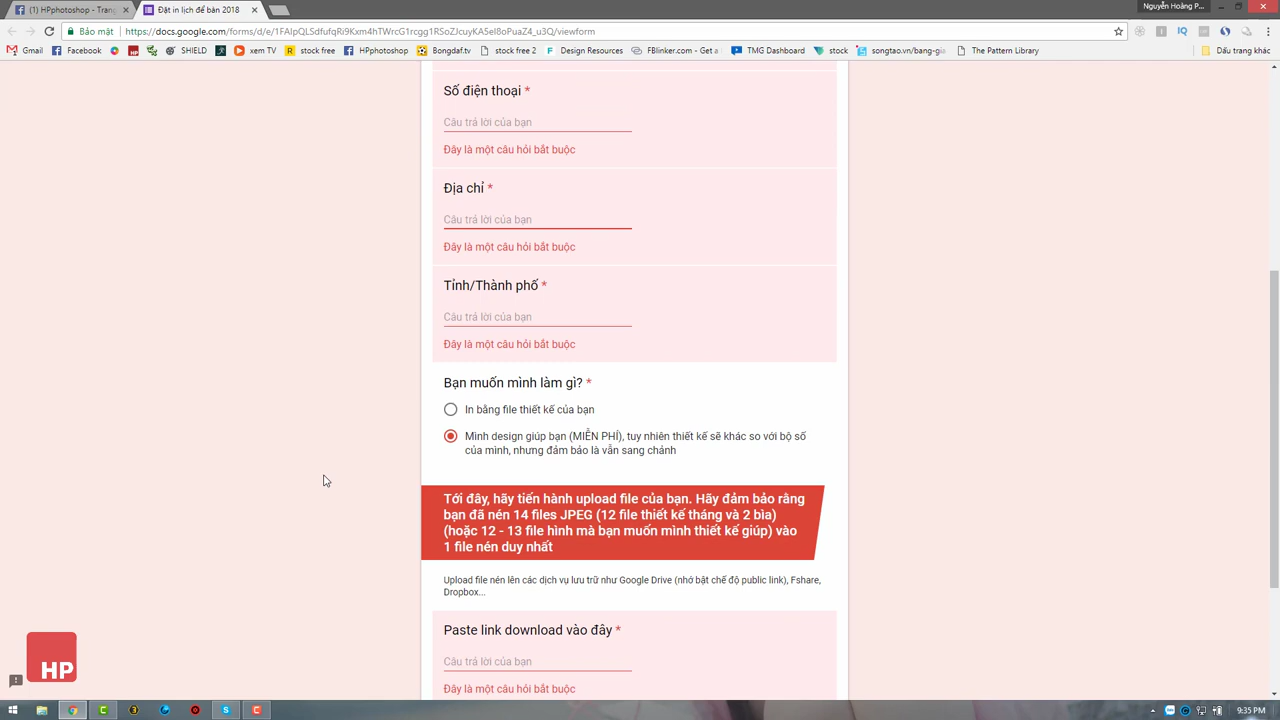 (1) HPphotoshop - Trang
Đặt in lịch để bàn 2018
Nguyễn Hoàng P...
Bảo mật
https://docs.google.com/forms/d/e/1FAIpQLSdfufqRi9Kxm4hTWrcG1rcgg1RSoZJcuyKA5eI8oPuaZ4_u3Q/viewform
Gmail
Facebook
SHIELD
xem TV
stock free
HPphotoshop
Bongdaf.tv
stock free 2
Design Resources
FBlinker.com - Get a
TMG Dashboard
stock
songtao.vn/bang-gia
The Pattern Library
Dấu trang khác
Số điện thoại *
Câu trả lời của bạn
Đây là một câu hỏi bắt buộc
Địa chỉ *
Câu trả lời của bạn
Đây là một câu hỏi bắt buộc
Tỉnh/Thành phố *
Câu trả lời của bạn
Đây là một câu hỏi bắt buộc
Bạn muốn mình làm gì? *
In bằng file thiết kế của bạn
Mình design giúp bạn (MIỄN PHÍ), tuy nhiên thiết kế sẽ khác so với bộ số
của mình, nhưng đảm bảo là vẫn sang chảnh
Tới đây, hãy tiến hành upload file của bạn. Hãy đảm bảo rằng
bạn đã nén 14 files JPEG (12 file thiết kế tháng và 2 bìa)
(hoặc 12 - 13 file hình mà bạn muốn mình thiết kế giúp) vào
1 file nén duy nhất
Upload file nén lên các dịch vụ lưu trữ như Google Drive (nhớ bật chế độ public link), Fshare,
Dropbox...
Paste link download vào đây *
Câu trả lời của bạn
Đây là một câu hỏi bắt buộc
HP
9:35 PM